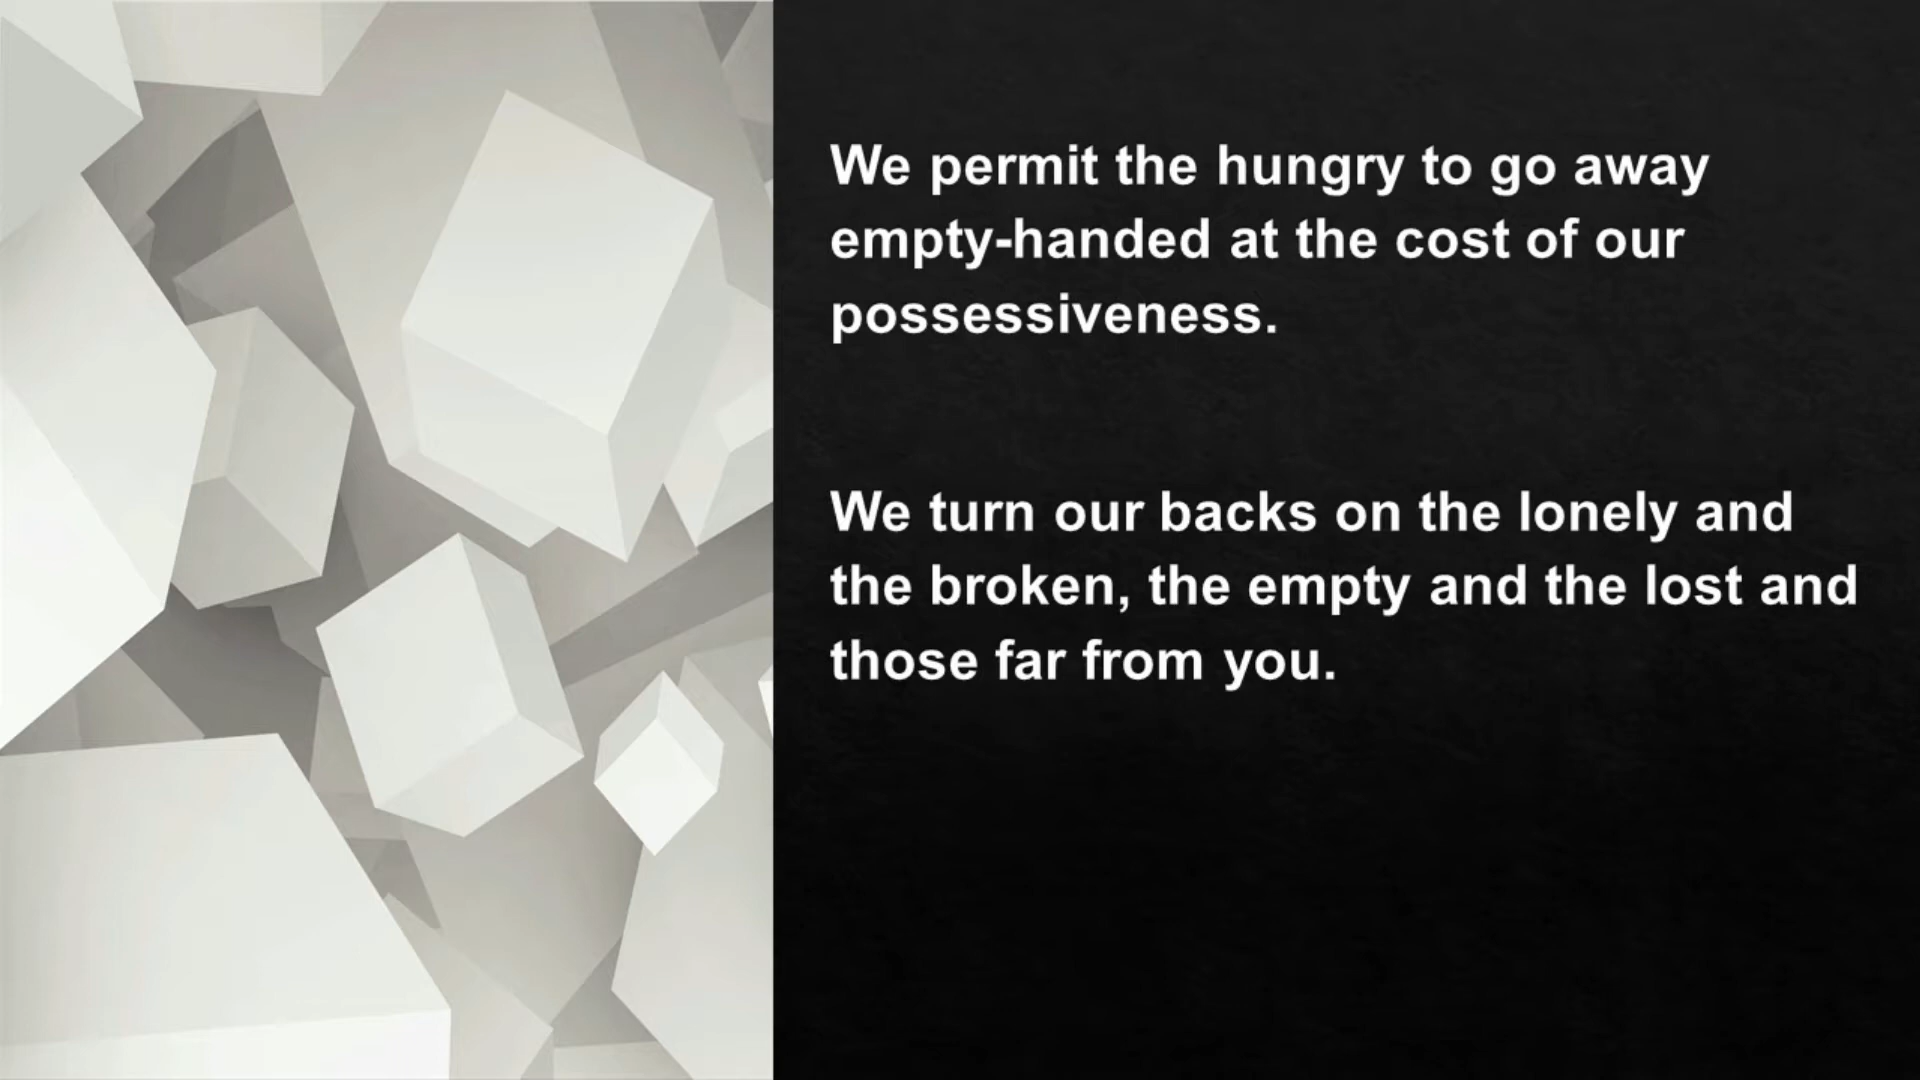 We permit the hungry to go away
empty-handed at the cost of our
possessiveness.
We turn our backs on the lonely and
the broken, the empty and the lost and
those far from you.